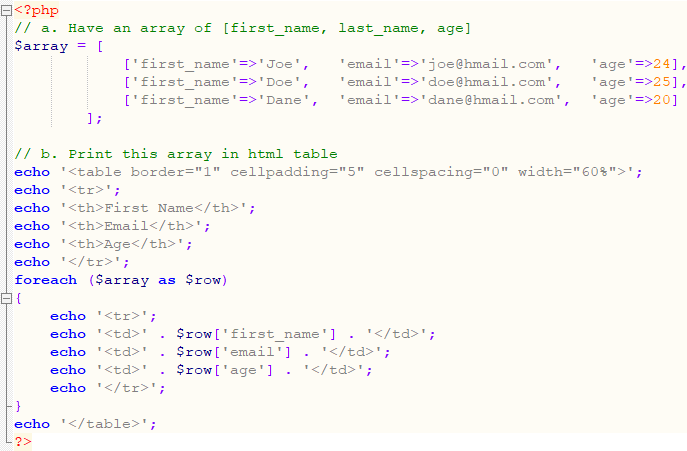 <?php
// a. Have an array of [first_name, last_name, age]
$array = [
['first_name'=>'Joe', 'email'=>'joe@hmail.com', 'age'=>24],
['first_name'=>'Doe', 'email'=>'doe@hmail.com', 'age'=>25],
['first_name'=>'Dane', 'email'=>'dane@hmail.com', 'age'=>20]
];

// b. Print this array in html table
echo '<table border="1" cellpadding="5" cellspacing="0" width="60%">';
echo '<tr>';
echo '<th>First Name</th>';
echo '<th>Email</th>';
echo '<th>Age</th>';
echo '</tr>';
foreach ($array as $row)
{
    echo '<tr>';
    echo '<td>' . $row['first_name'] . '</td>';
    echo '<td>' . $row['email'] . '</td>';
    echo '<td>' . $row['age'] . '</td>';
    echo '</tr>';
}
echo '</table>';
?>